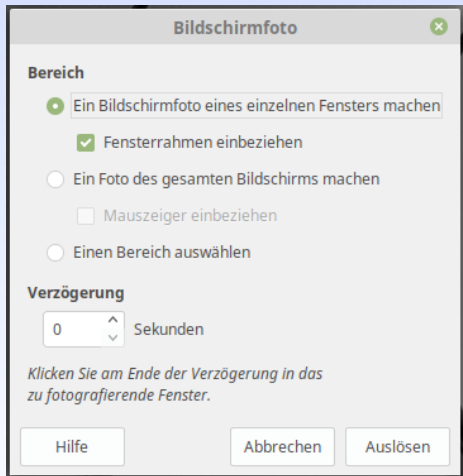 Bildschirmfoto
Bereich
Ein Bildschirmfoto eines einzelnen Fensters machen
Fensterrahmen einbeziehen
Ein Foto des gesamten Bildschirms machen
Mauszeiger einbeziehen
Einen Bereich auswählen
Verzögerung
0 Sekunden
Klicken Sie am Ende der Verzögerung in das
zu fotografierende Fenster.
Hilfe Abbrechen Auslösen